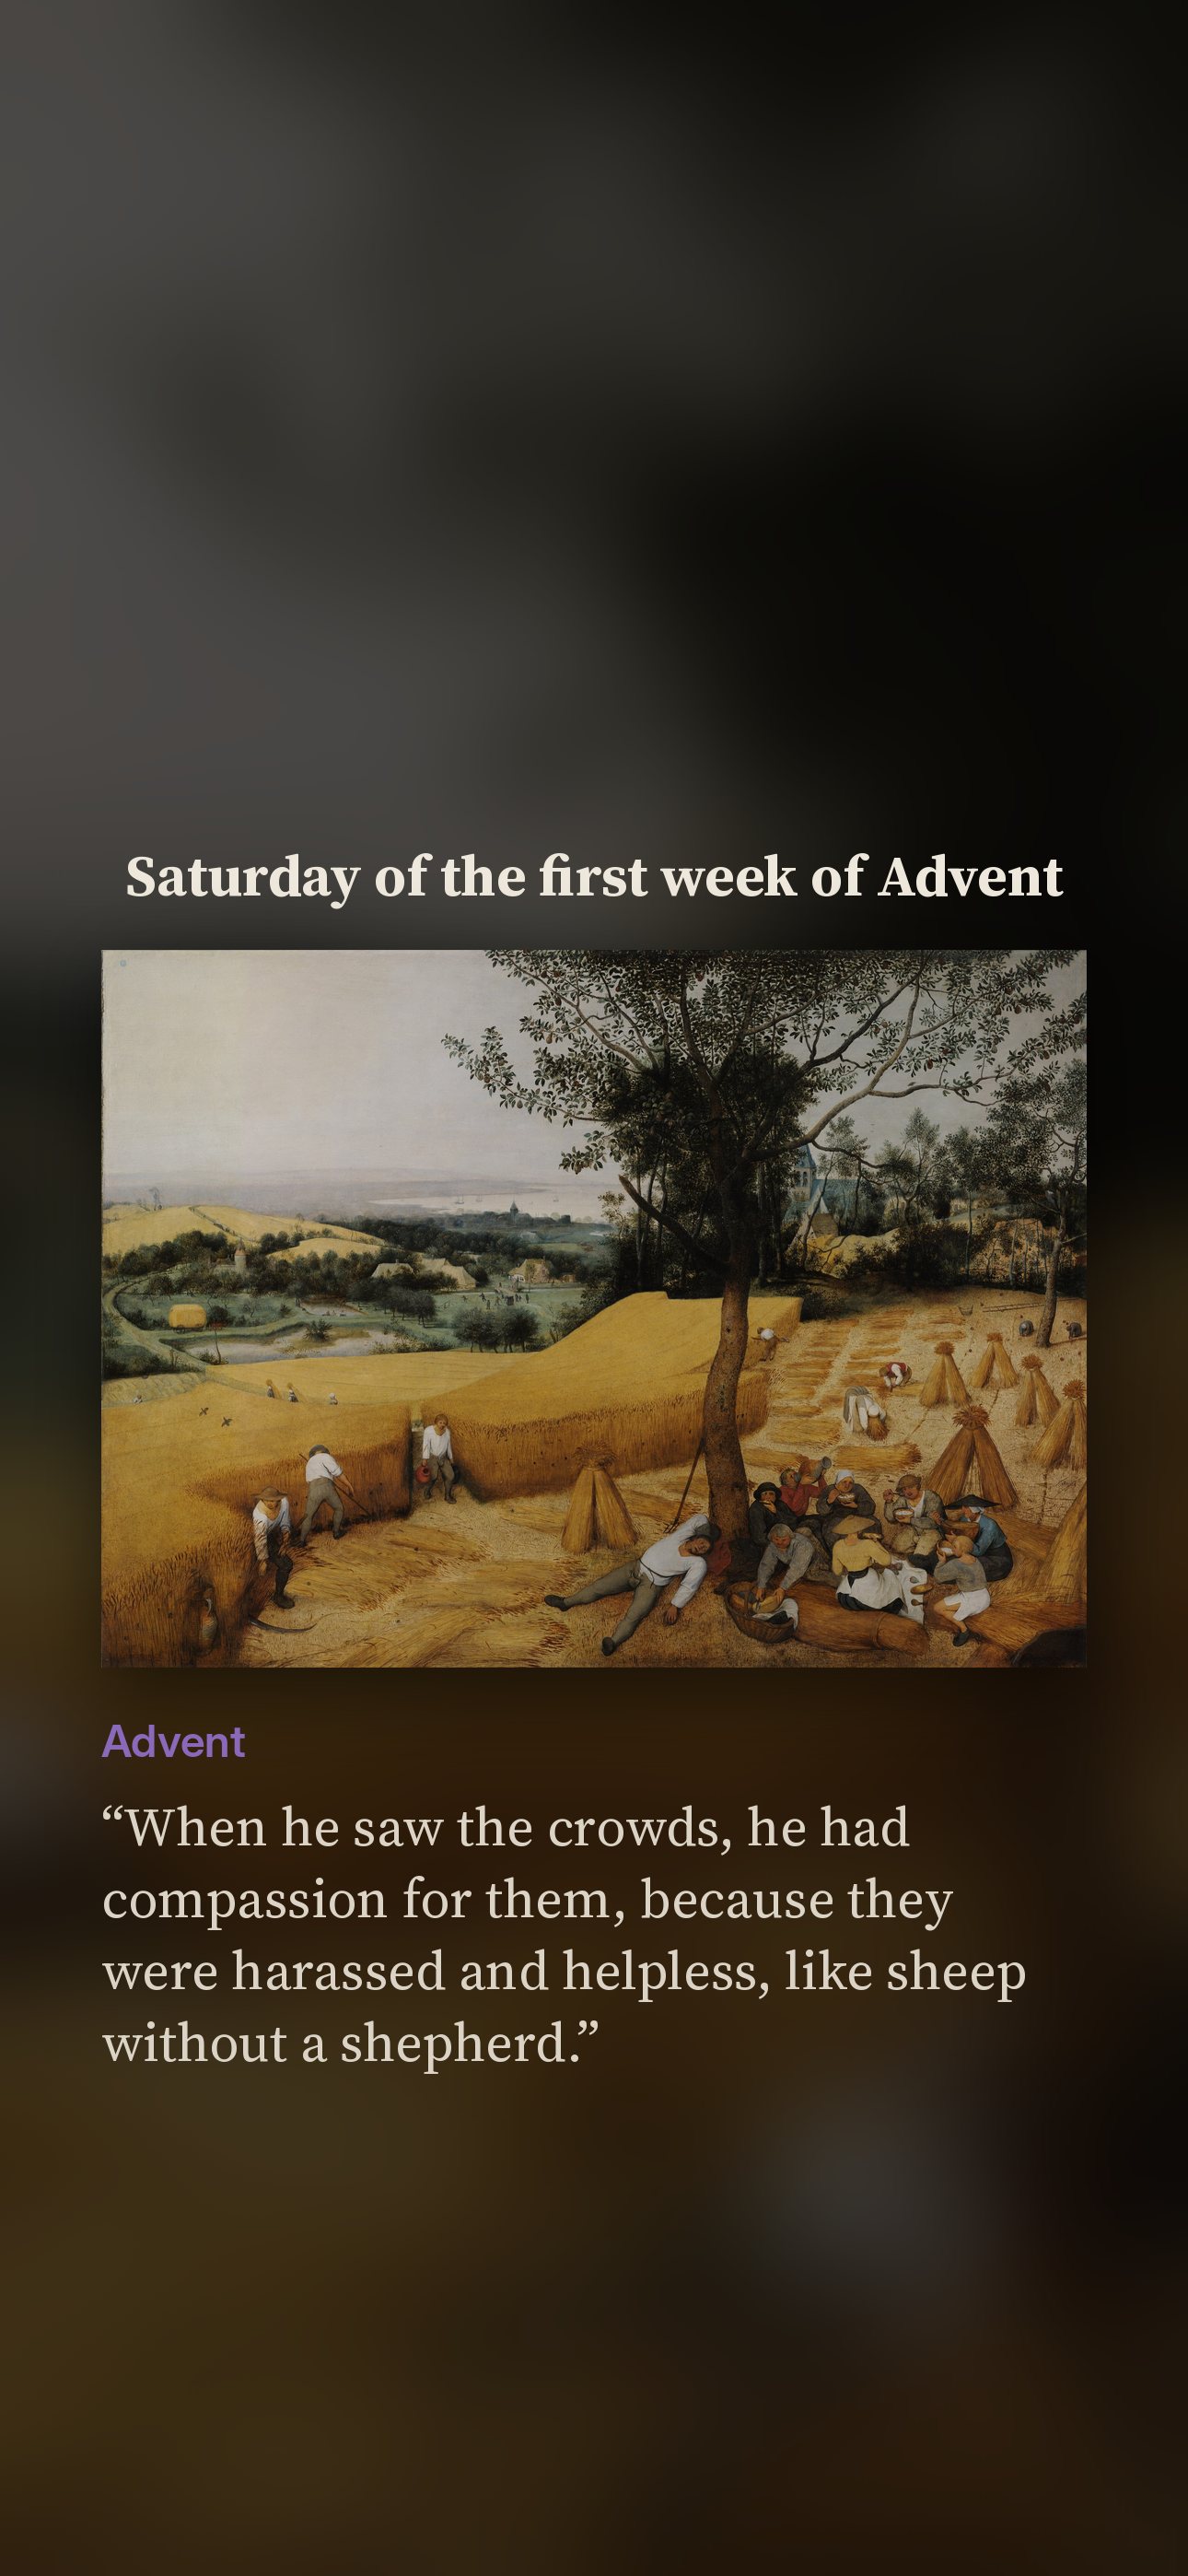 Saturday of the first week of Advent
Advent
“When he saw the crowds, he had
compassion for them, because they
were harassed and helpless, like sheep
without a shepherd.”